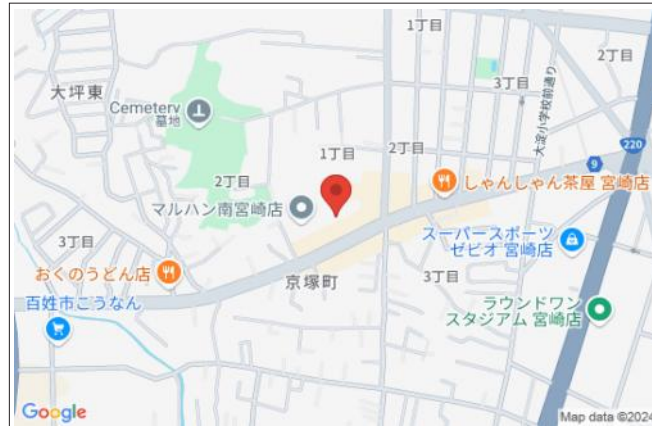 1丁目
2丁目
大坪東
3丁目
大淀小学校前通り
Cemetery
墓地
220
9
1丁目
2丁目
しゃんしゃん茶屋 宮崎店
2丁目
マルハン南宮崎店
スーパースポーツ
ゼビオ 宮崎店
3丁目
おくのうどん店
京塚町
3丁目
百姓市こうなん
ラウンドワン
スタジアム 宮崎店
Google
Map data ©2024